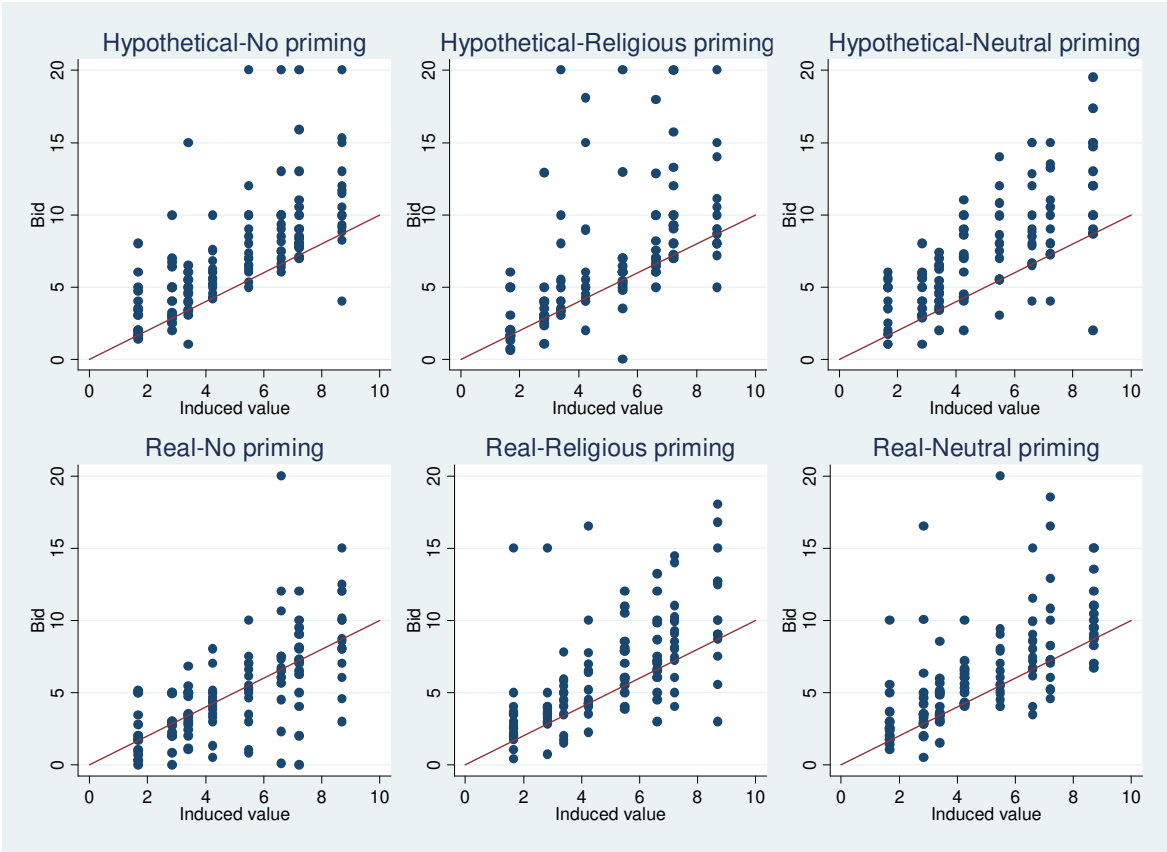 Hypothetical-No priming
Hypothetical-Religious priming
Hypothetical-Neutral priming
Bid
20
15
10
5
0
0 2 4 6 8 10
Induced value
Bid
20
15
10
5
0
0 2 4 6 8 10
Induced value
Bid
20
15
10
5
0
0 2 4 6 8 10
Induced value
Real-No priming
Real-Religious priming
Real-Neutral priming
Bid
20
15
10
5
0
0 2 4 6 8 10
Induced value
Bid
20
15
10
5
0
0 2 4 6 8 10
Induced value
Bid
20
15
10
5
0
0 2 4 6 8 10
Induced value